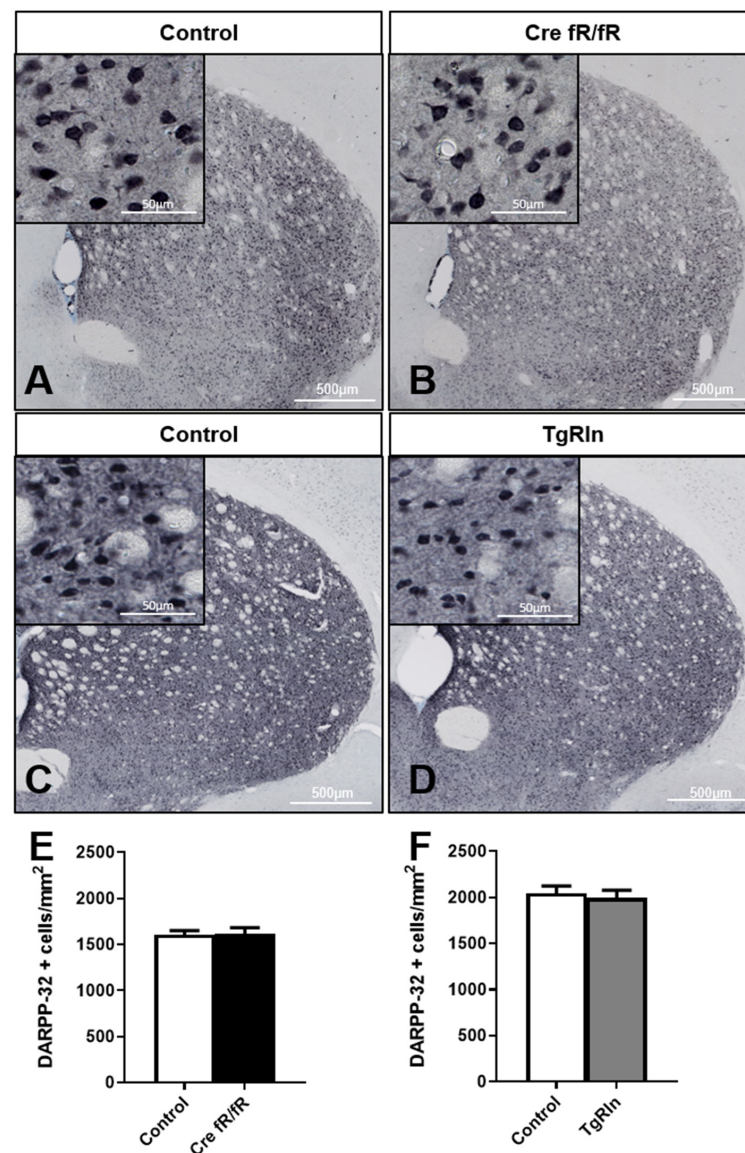 Control
Cre fR/fR
50µm
50µm
A
500µm
B
500µm
Control
TgRln
50µm
50µm
C
500µm
D
500µm
E
DARPP-32 + cells/mm²
2500
2000
1500
1000
500
0
Control
Cre fR/fR
F
DARPP-32 + cells/mm²
2500
2000
1500
1000
500
0
Control
TgRln